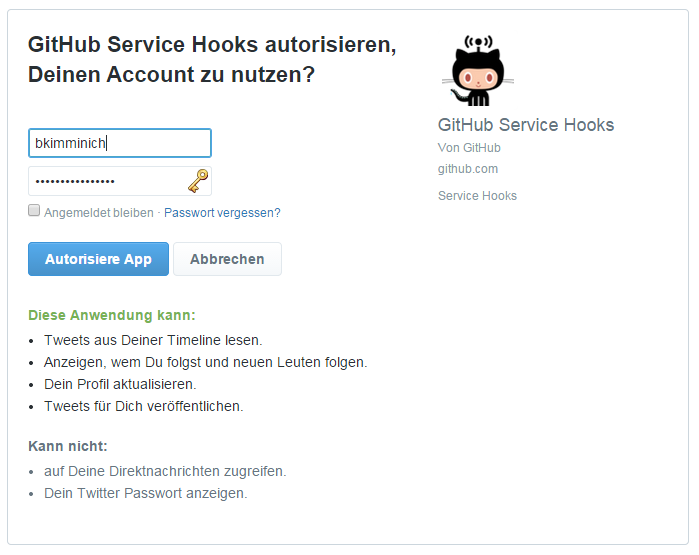 GitHub Service Hooks autorisieren,
Deinen Account zu nutzen?
bkimminich
••••••••••••••••
Angemeldet bleiben · Passwort vergessen?
Autorisiere App
Abbrechen
Diese Anwendung kann:
• Tweets aus Deiner Timeline lesen.
• Anzeigen, wem Du folgst und neuen Leuten folgen.
• Dein Profil aktualisieren.
• Tweets für Dich veröffentlichen.
Kann nicht:
• auf Deine Direktnachrichten zugreifen.
• Dein Twitter Passwort anzeigen.
GitHub Service Hooks
Von GitHub
github.com
Service Hooks